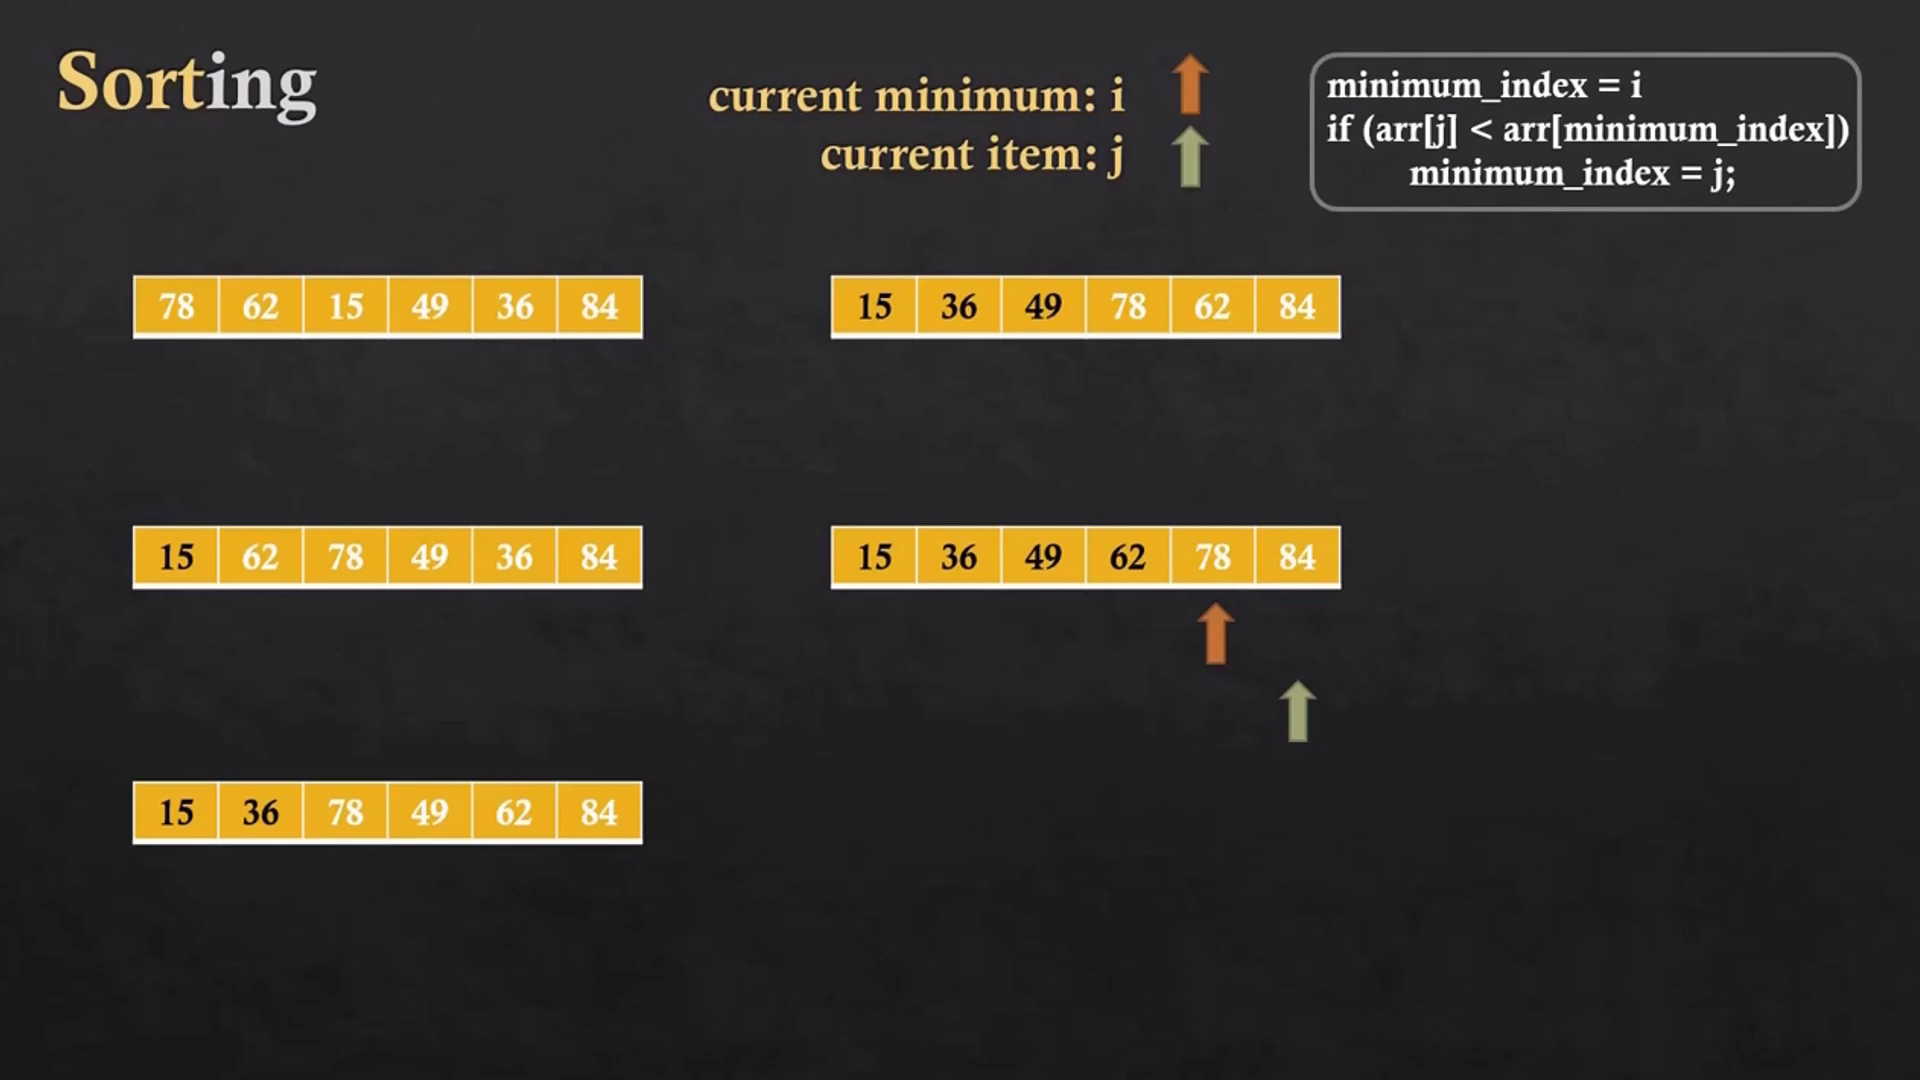 Sorting
current minimum: i
current item: j
minimum_index = i
if (arr[j] < arr[minimum_index])
minimum_index = j;
78 62 15 49 36 84
15 62 78 49 36 84
15 36 78 49 62 84
15 36 49 78 62 84
15 36 49 62 78 84